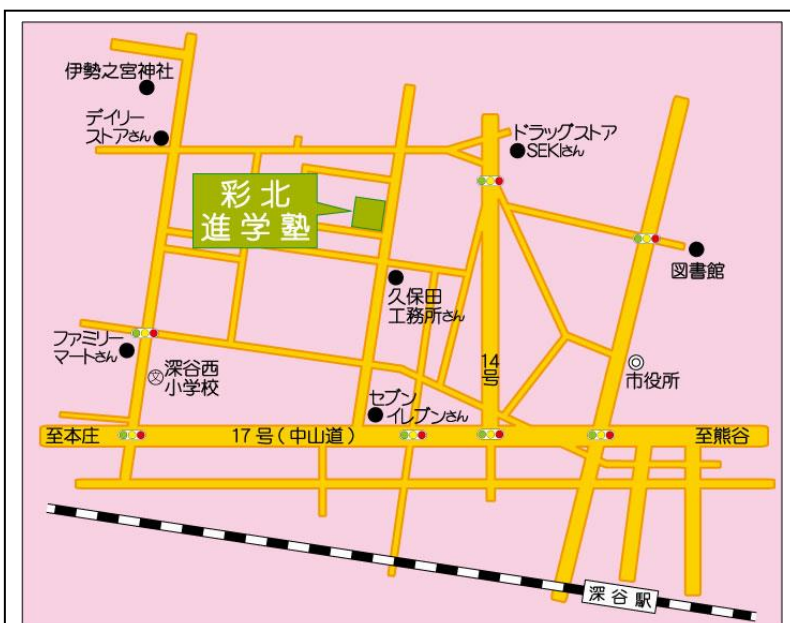 伊勢之宮神社
デイリー
ストアさん
ドラッグストア
SEKIさん
彩北
進学塾
図書館
久保田
工務所さん
ファミリー
マートさん
文
深谷西
小学校
14号
市役所
セブン
イレブンさん
至本庄
17号(中山道)
至熊谷
深谷駅